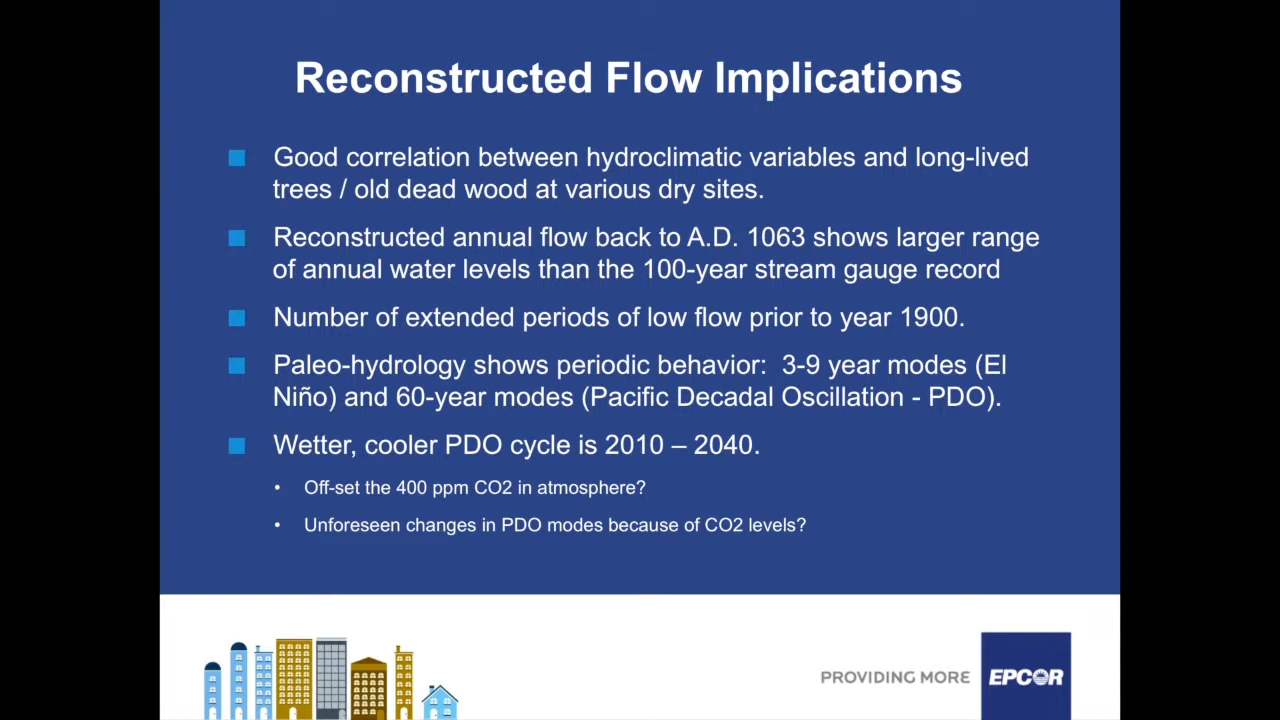 Reconstructed Flow Implications
Good correlation between hydroclimatic variables and long-lived
trees / old dead wood at various dry sites.
Reconstructed annual flow back to A.D. 1063 shows larger range
of annual water levels than the 100-year stream gauge record
Number of extended periods of low flow prior to year 1900.
Paleo-hydrology shows periodic behavior:  3-9 year modes (El
Niño) and 60-year modes (Pacific Decadal Oscillation - PDO).
Wetter, cooler PDO cycle is 2010 – 2040.
• Off-set the 400 ppm CO2 in atmosphere?
• Unforeseen changes in PDO modes because of CO2 levels?
PROVIDING MORE
EPCOR